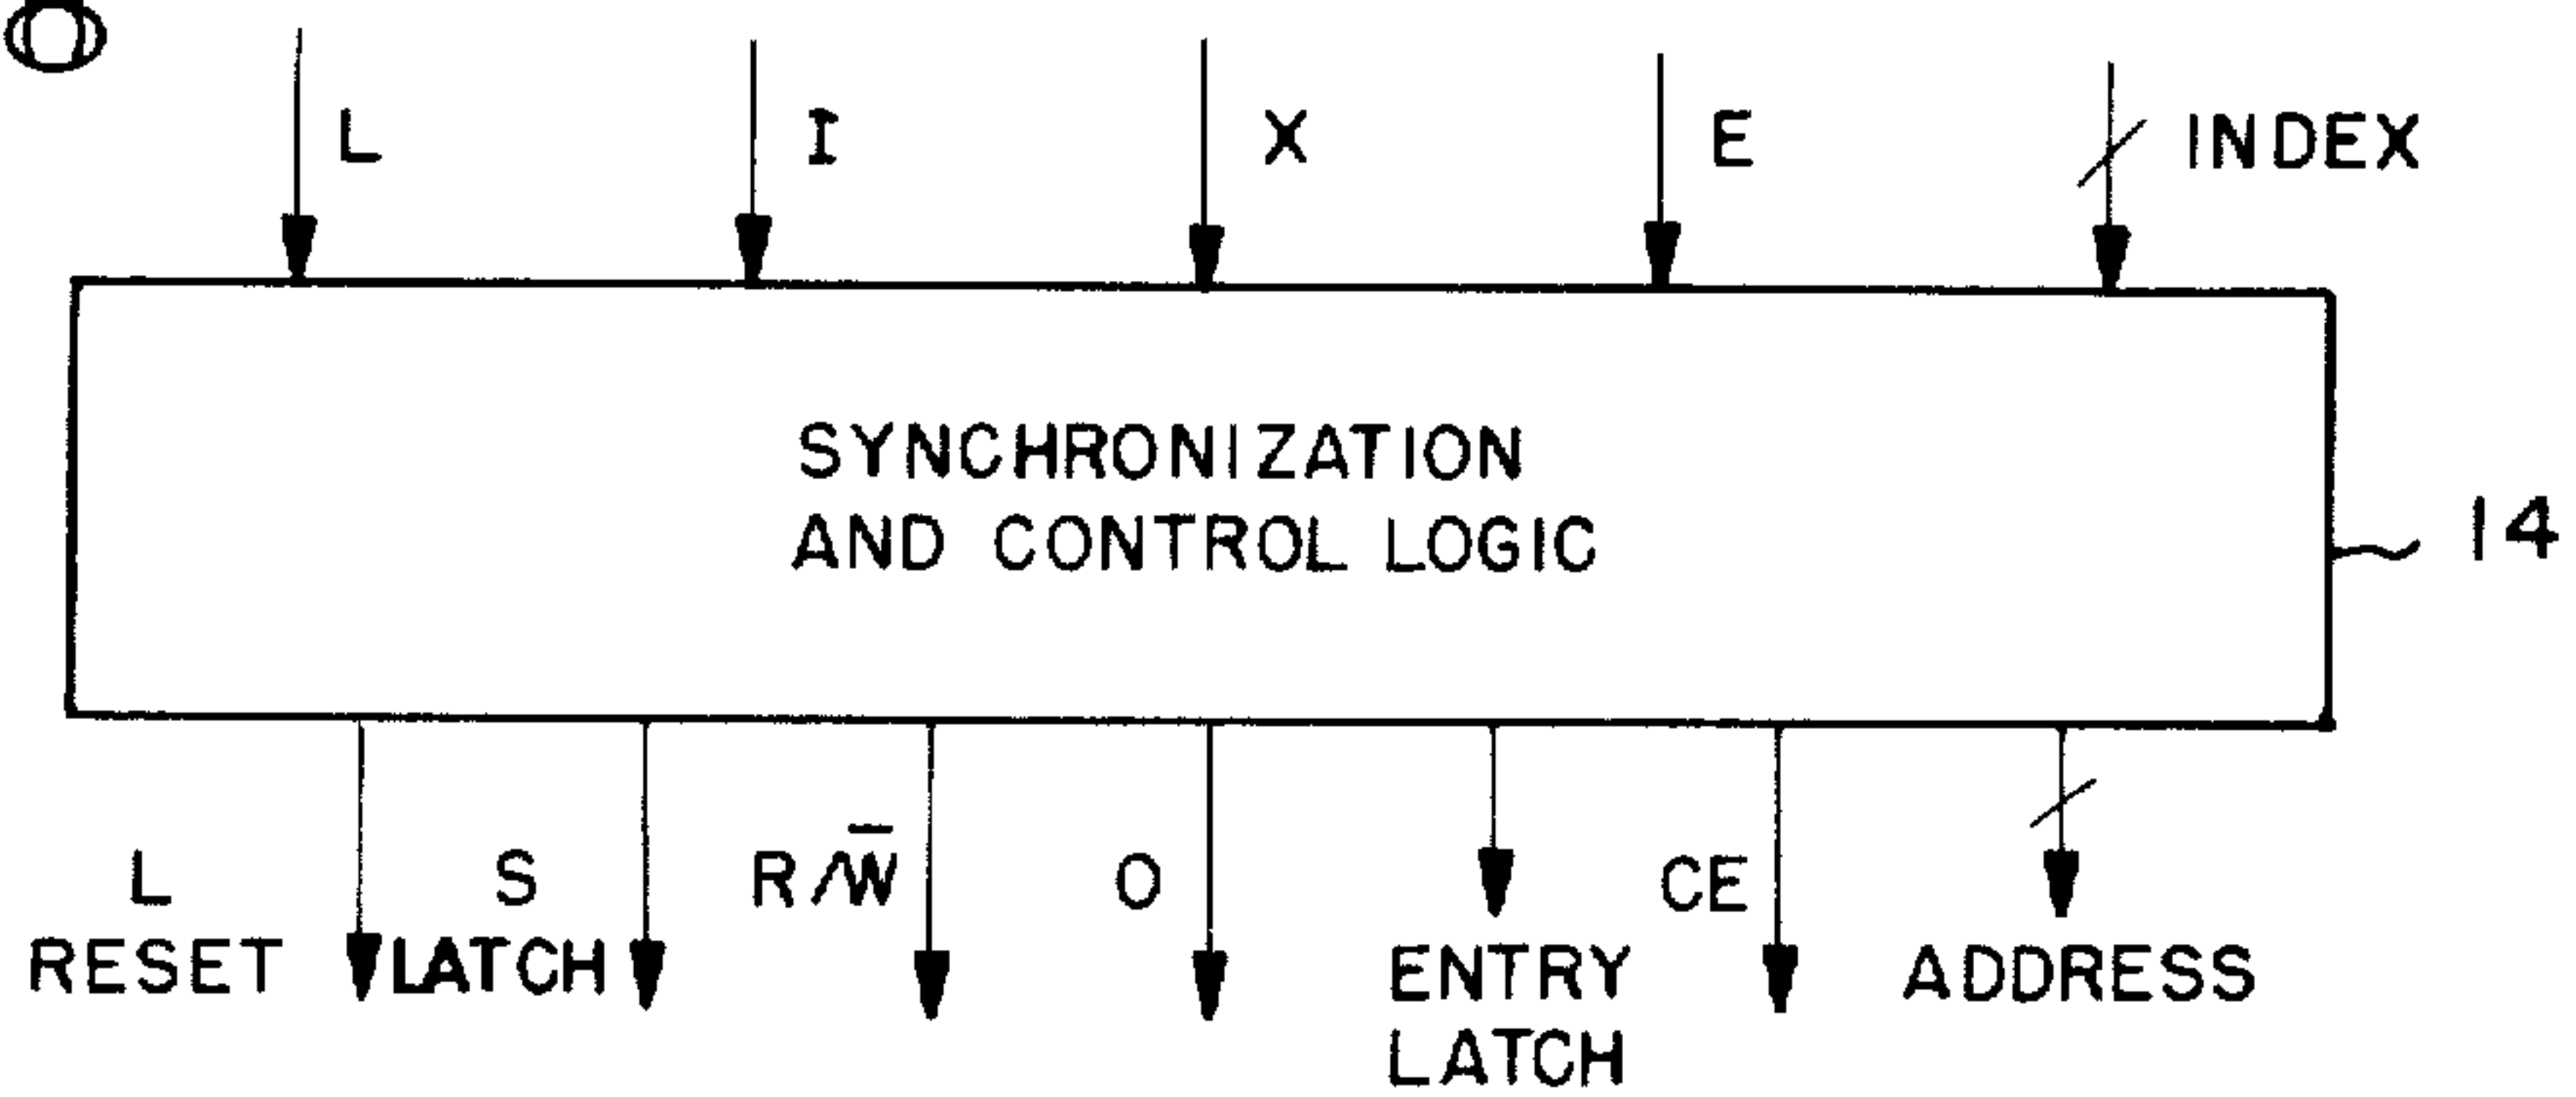 L I X E INDEX
SYNCHRONIZATION
AND CONTROL LOGIC
14
L S R/W̅ O CE
RESET LATCH ENTRY ADDRESS
LATCH